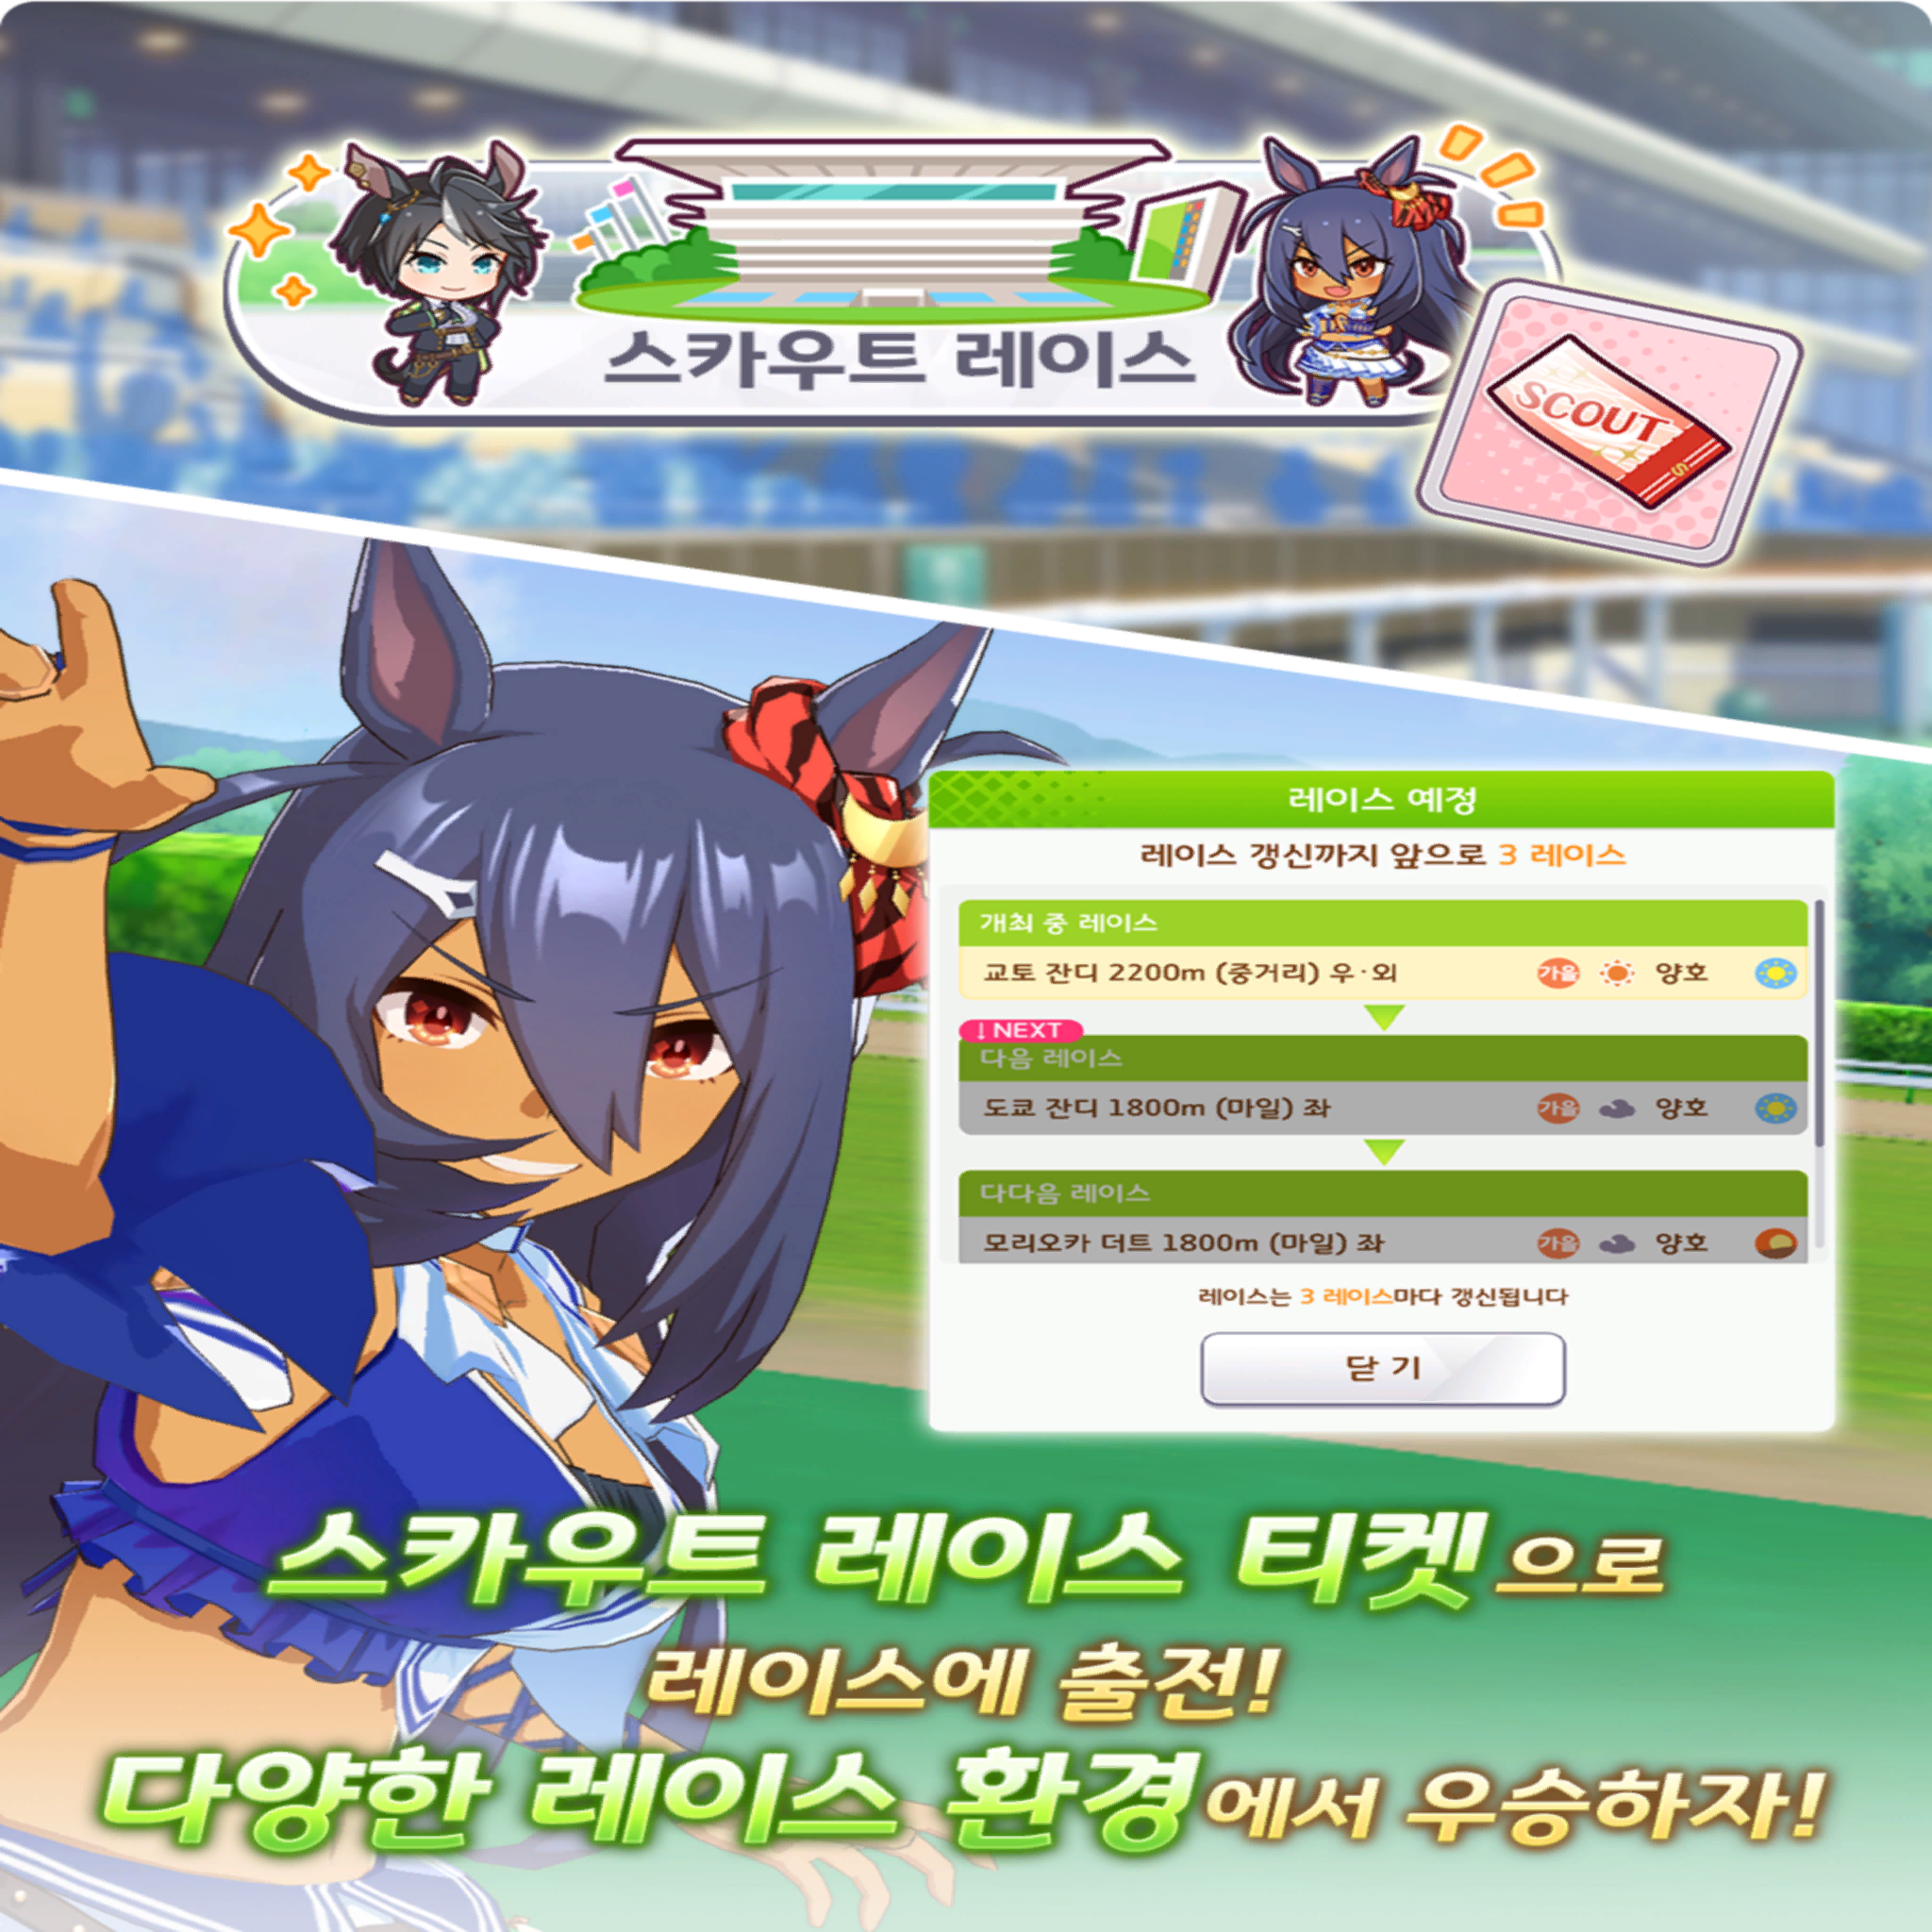 스카우트 레이스
SCOUT
S
레이스 예정
레이스 갱신까지 앞으로 3 레이스
개최 중 레이스
교토 잔디 2200m (중거리) 우·외 가을 양호
↓NEXT
다음 레이스
도쿄 잔디 1800m (마일) 좌 가을 양호
다다음 레이스
모리오카 더트 1800m (마일) 좌 가을 양호
레이스는 3 레이스마다 갱신됩니다
닫기
스카우트 레이스 티켓으로
레이스에 출전!
다양한 레이스 환경에서 우승하자!